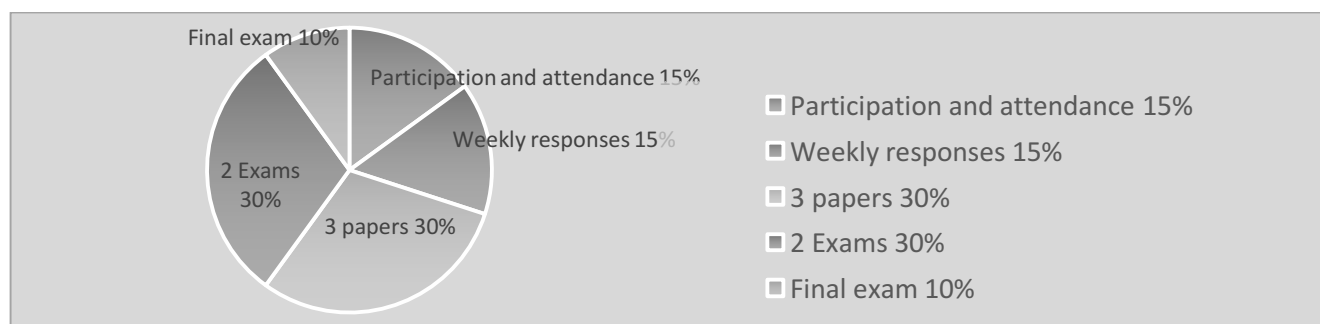 Final exam 10%
Participation and attendance 15%
Weekly responses 15%
2 Exams
30%
3 papers 30%
Participation and attendance 15%
Weekly responses 15%
3 papers 30%
2 Exams 30%
Final exam 10%